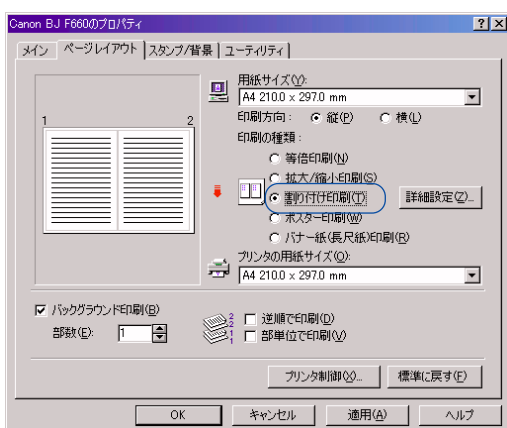 Canon BJ F660のプロパティ
メイン ページレイアウト スタンプ/背景 ユーティリティ
用紙サイズ(Y):
A4 210.0 x 297.0 mm
印刷方向: 縦(P) 横(L)
印刷の種類:
等倍印刷(N)
拡大/縮小印刷(S)
割り付け印刷(T) 詳細設定(Z)...
ポスター印刷(W)
バナー紙(長尺紙)印刷(R)
プリンタの用紙サイズ(O):
A4 210.0 x 297.0 mm
1 2
バックグラウンド印刷(B)
部数(E): 1
2 2 1 1
逆順で印刷(D)
部単位で印刷(V)
プリンタ制御(X)... 標準に戻す(F)
OK キャンセル 適用(A) ヘルプ